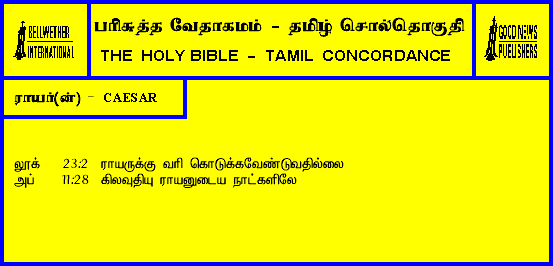 BELLWETHER
INTERNATIONAL
பரிசுத்த வேதாகமம் - தமிழ் சொல்தொகுதி
THE HOLY BIBLE - TAMIL CONCORDANCE
GOOD NEWS
PUBLISHERS
ராயர்(ன்) - CAESAR
லூக் 23:2 ராயருக்கு வரி கொடுக்கவேண்டுவதில்லை
அப் 11:28 கிலவுதியு ராயனுடைய நாட்களிலே